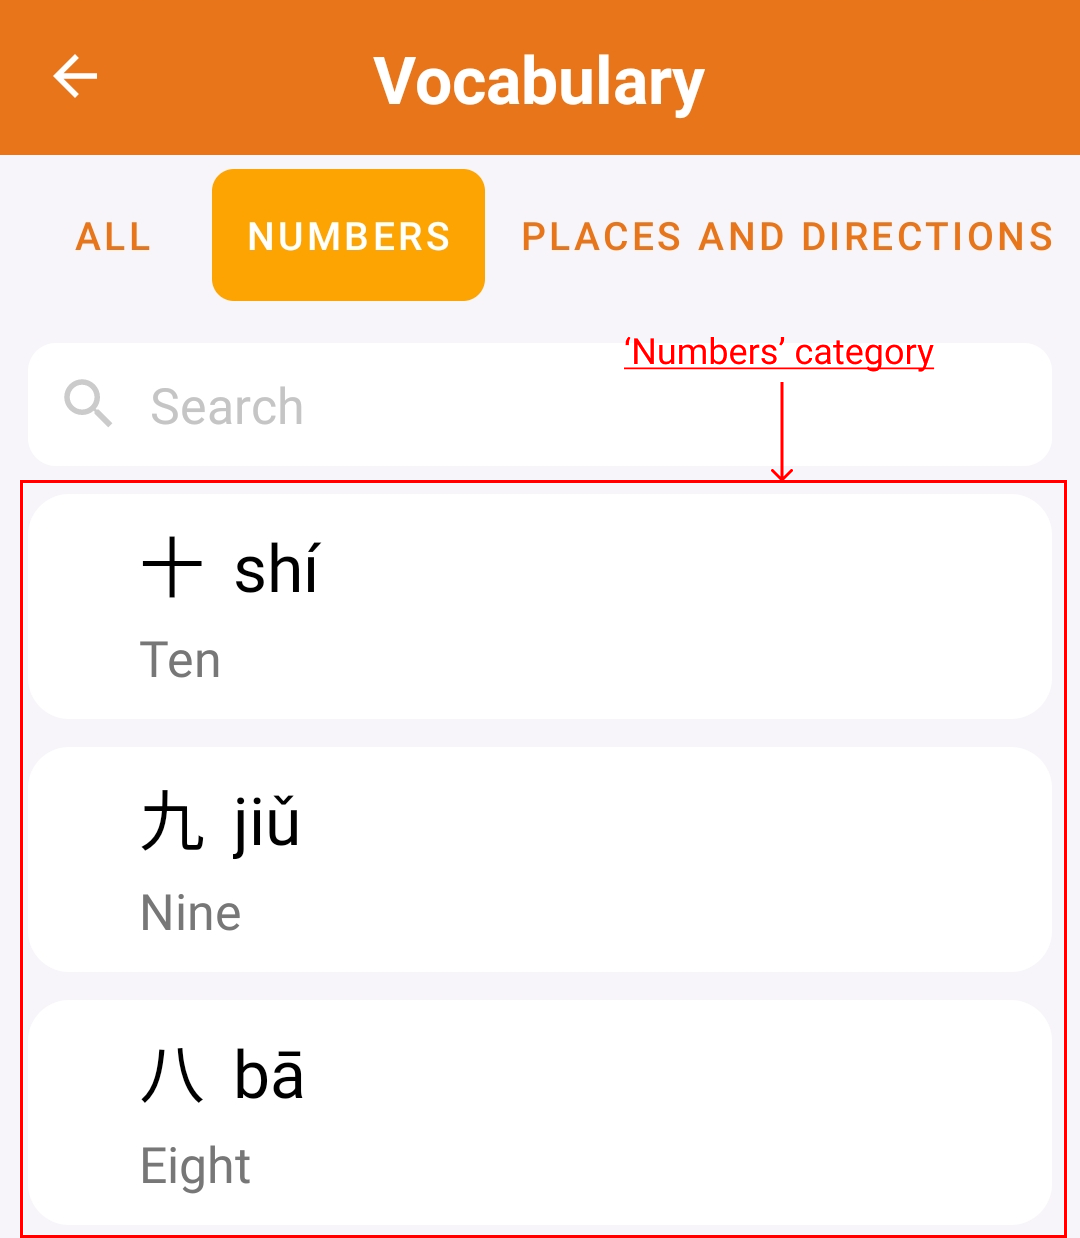 Vocabulary
ALL NUMBERS PLACES AND DIRECTIONS
‘Numbers’ category
Search
十 shí
Ten
九 jiǔ
Nine
八 bā
Eight